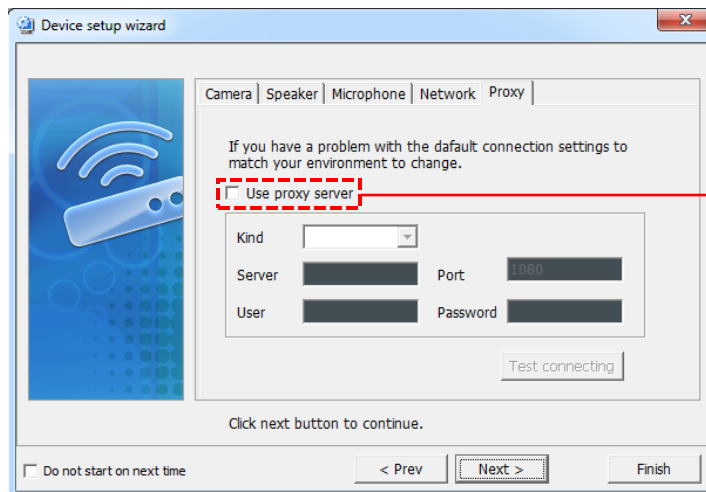 Device setup wizard
Camera Speaker Microphone Network Proxy
If you have a problem with the dafault connection settings to
match your environment to change.
Use proxy server
Kind
Server Port 1080
User Password
Test connecting
Click next button to continue.
Do not start on next time < Prev Next > Finish